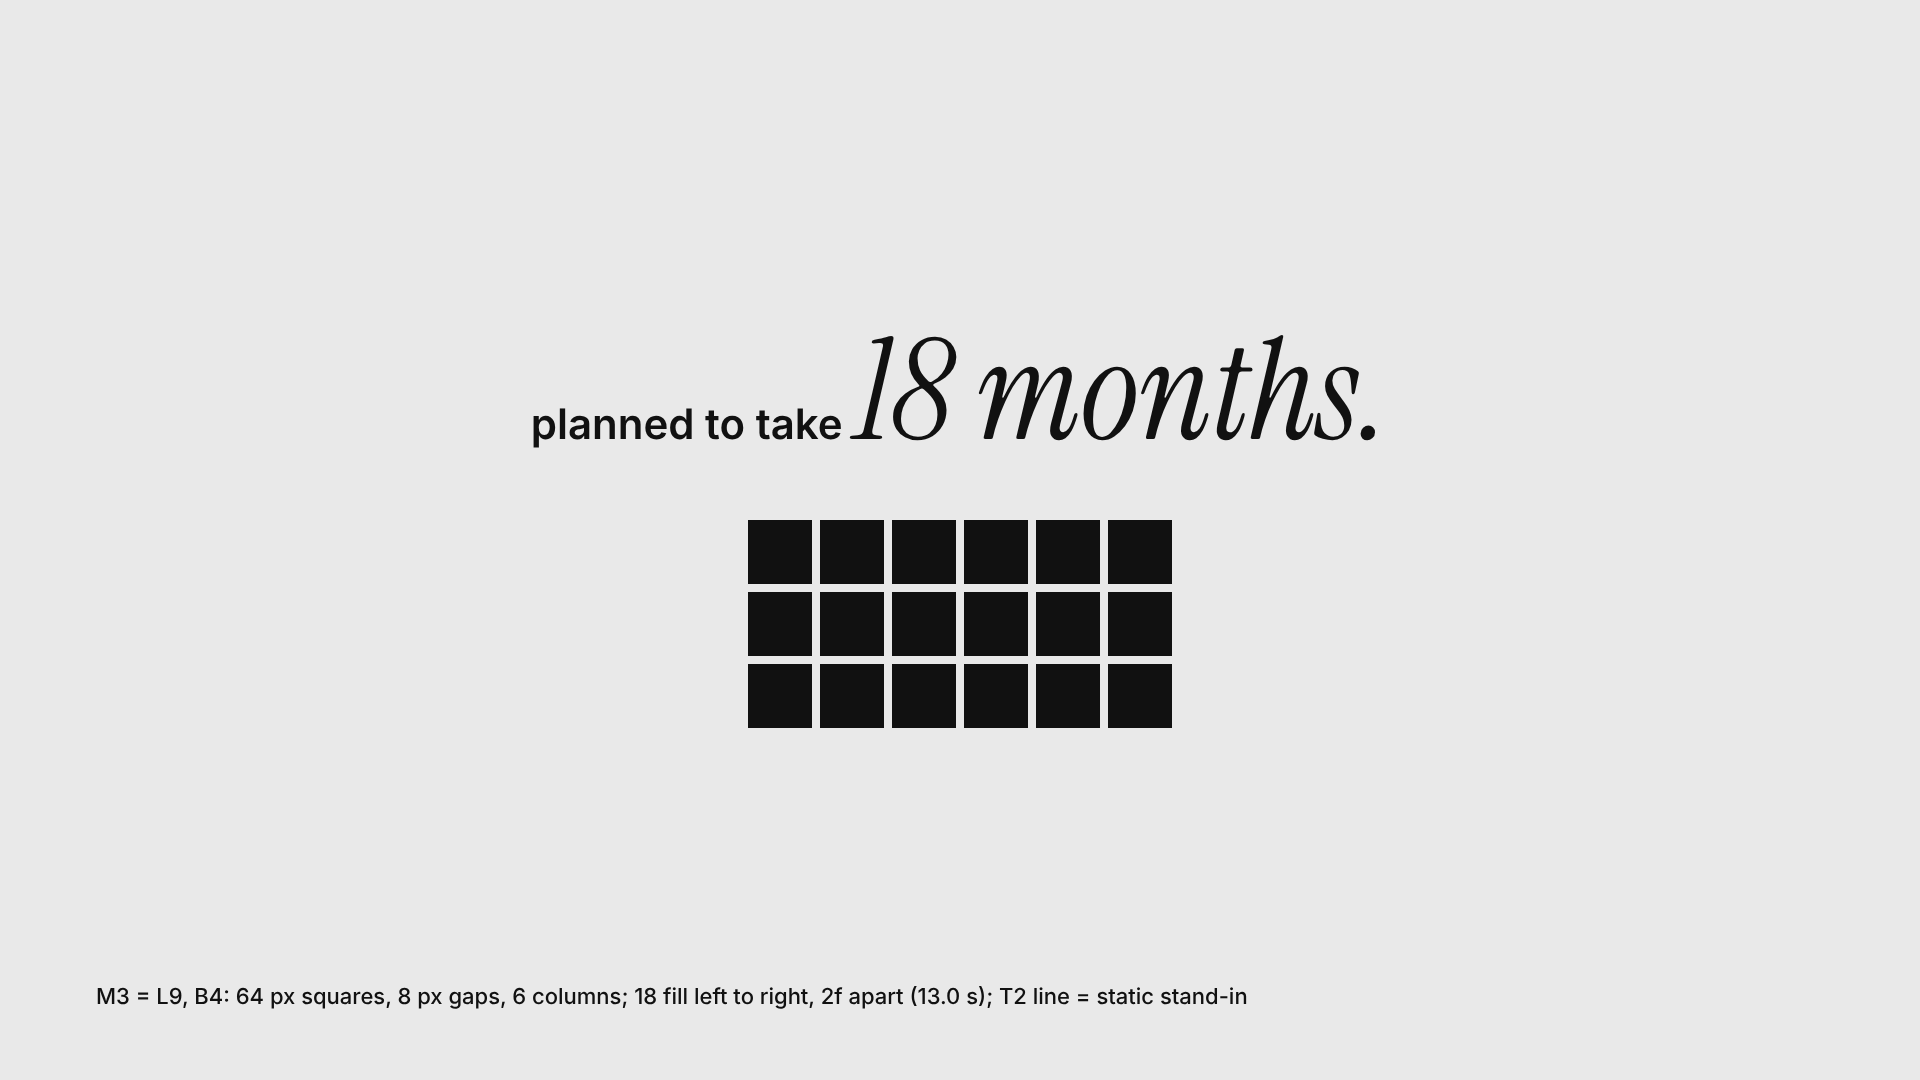 planned to take 18 months.
M3 = L9, B4: 64 px squares, 8 px gaps, 6 columns; 18 fill left to right, 2f apart (13.0 s); T2 line = static stand-in